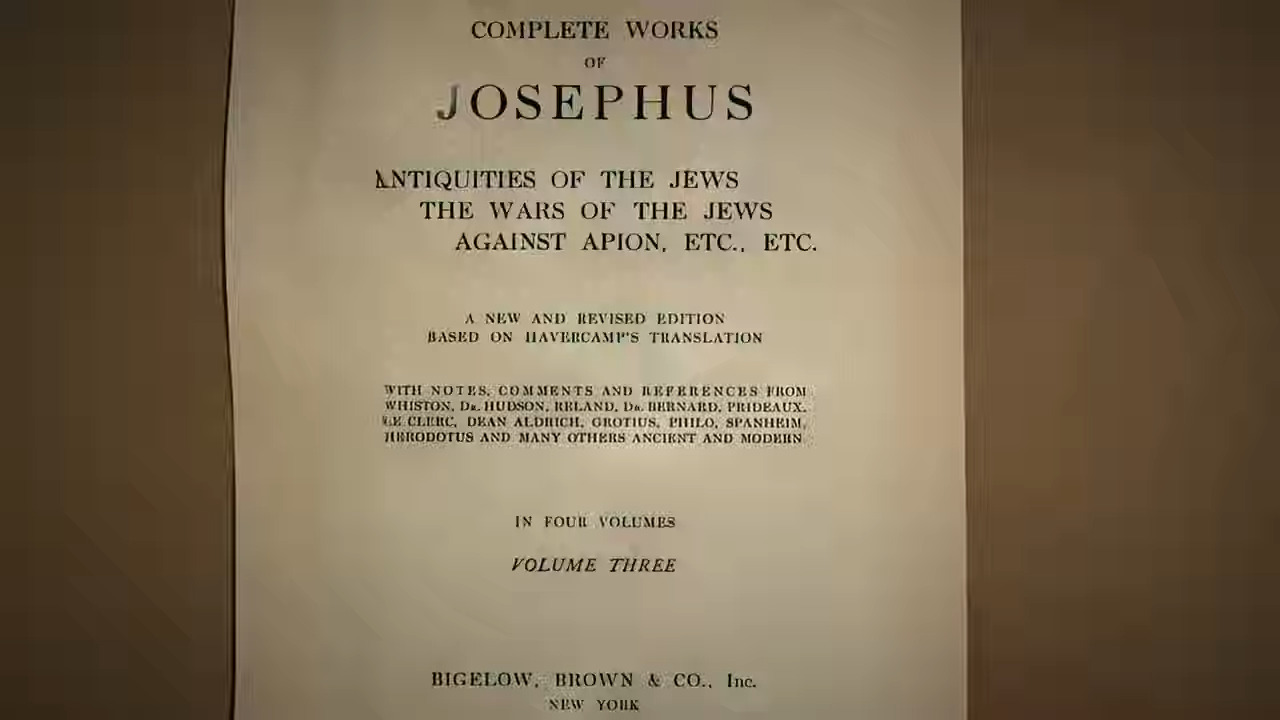 COMPLETE WORKS
OF
JOSEPHUS
ANTIQUITIES OF THE JEWS
THE WARS OF THE JEWS
AGAINST APION, ETC., ETC.
A NEW AND REVISED EDITION
BASED ON HAVERCAMP'S TRANSLATION
WITH NOTES, COMMENTS AND REFERENCES FROM
WHISTON, DR. HUDSON, RELAND, DR. BERNARD, PRIDEAUX,
LE CLERC, DEAN ALDRICH, GROTIUS, PHILO, SPANHEIM,
HERODOTUS AND MANY OTHERS ANCIENT AND MODERN
IN FOUR VOLUMES
VOLUME THREE
BIGELOW, BROWN & CO., Inc.
NEW YORK